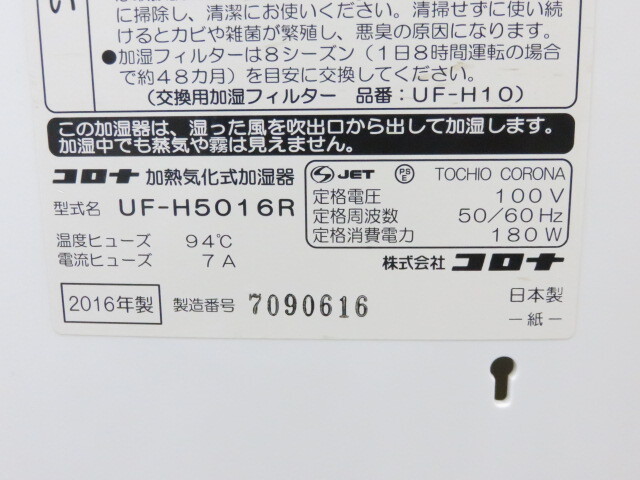 い
に掃除し、清潔にお使いください。清掃せずに使い続
けるとカビや雑菌が繁殖し、悪臭の原因になります。
●加湿フィルターは8シーズン（1日8時間運転の場合
で約48カ月）を目安に交換してください。
（交換用加湿フィルター 品番：UF-H10）
この加湿器は、湿った風を吹出口から出して加湿します。
加湿中でも蒸気や霧は見えません。
コロナ 加熱気化式加湿器
型式名 UF-H5016R
温度ヒューズ 94℃
電流ヒューズ 7A
S JET PS E TOCHIO CORONA
定格電圧 100V
定格周波数 50/60Hz
定格消費電力 180W
株式会社 コロナ
2016年製 製造番号 7090616
日本製
－紙－